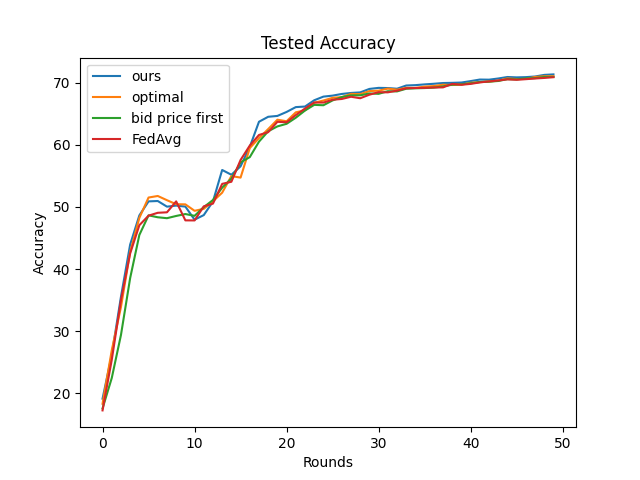 Tested Accuracy
ours
optimal
bid price first
FedAvg
Accuracy
70
60
50
40
30
20
0 10 20 30 40 50
Rounds